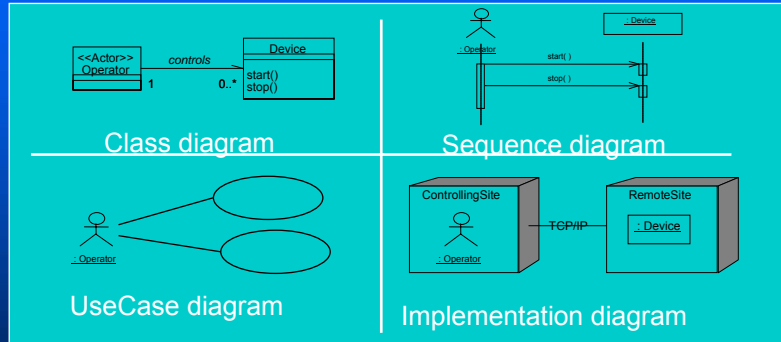 <<Actor>>
Operator
controls
1
0..*
Device
start()
stop()
Class diagram
: Operator
: Device
start( )
stop( )
Sequence diagram
: Operator
UseCase diagram
ControllingSite
: Operator
TCP/IP
RemoteSite
: Device
Implementation diagram